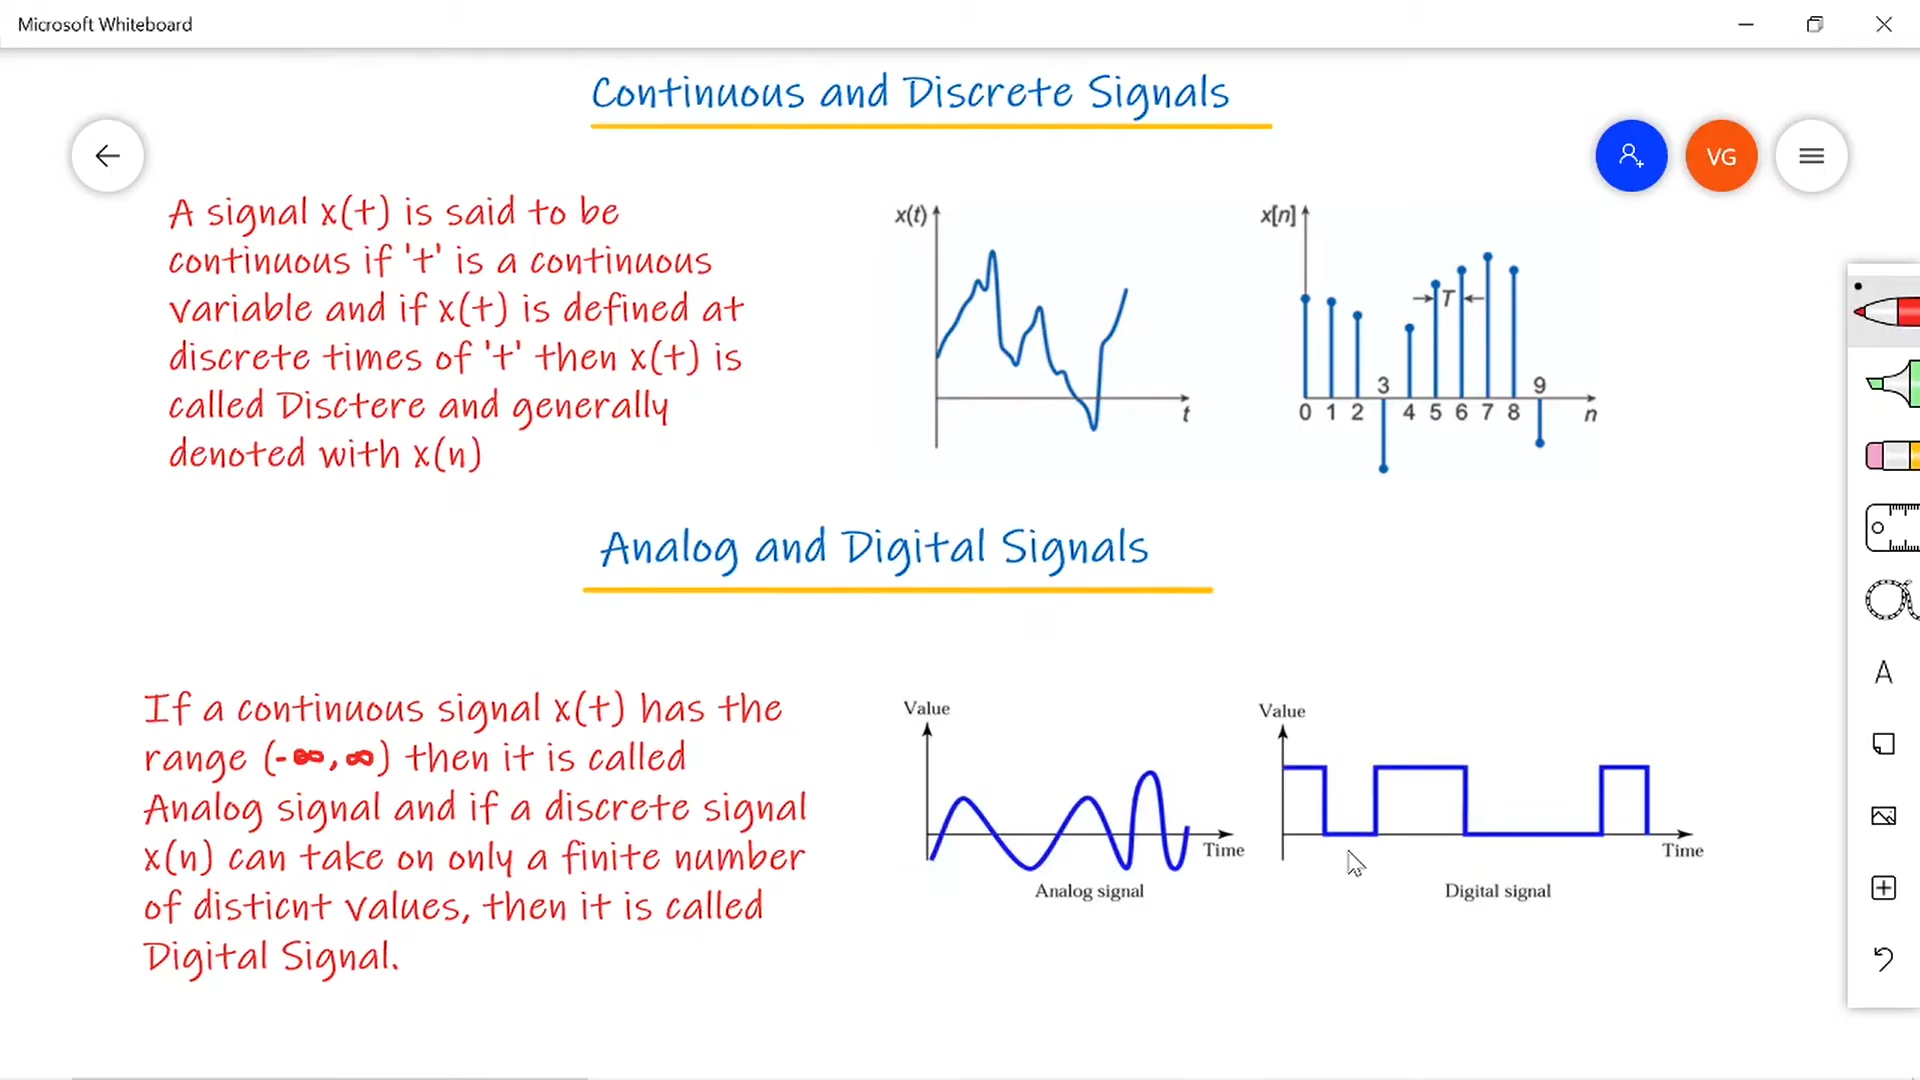 Microsoft Whiteboard
Continuous and Discrete Signals
VG
A signal x(t) is said to be
continuous if 't' is a continuous
variable and if x(t) is defined at
discrete times of 't' then x(t) is
called Disctere and generally
denoted with x(n)
x(t)
t
x[n]
T
3
9
0 1 2 4 5 6 7 8
n
Analog and Digital Signals
If a continuous signal x(t) has the
range (-∞,∞) then it is called
Analog signal and if a discrete signal
x(n) can take on only a finite number
of disticnt values, then it is called
Digital Signal.
Value
Time
Analog signal
Value
Time
Digital signal
A